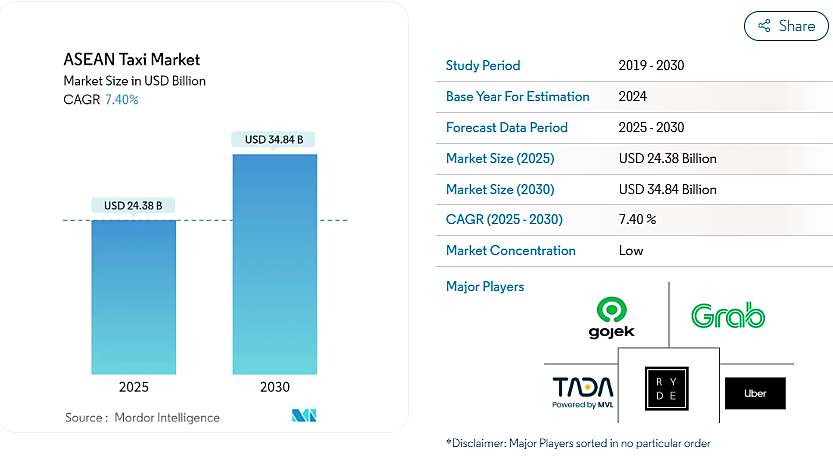 ASEAN Taxi Market
Market Size in USD Billion
CAGR 7.40%
USD 34.84 B
USD 24.38 B
2025
2030
Source : Mordor Intelligence
Share
Study Period 2019 - 2030
Base Year For Estimation 2024
Forecast Data Period 2025 - 2030
Market Size (2025) USD 24.38 Billion
Market Size (2030) USD 34.84 Billion
CAGR (2025 - 2030) 7.40 %
Market Concentration Low
Major Players
gojek
Grab
TADA
Powered by MVL
RY
DE
Uber
*Disclaimer: Major Players sorted in no particular order